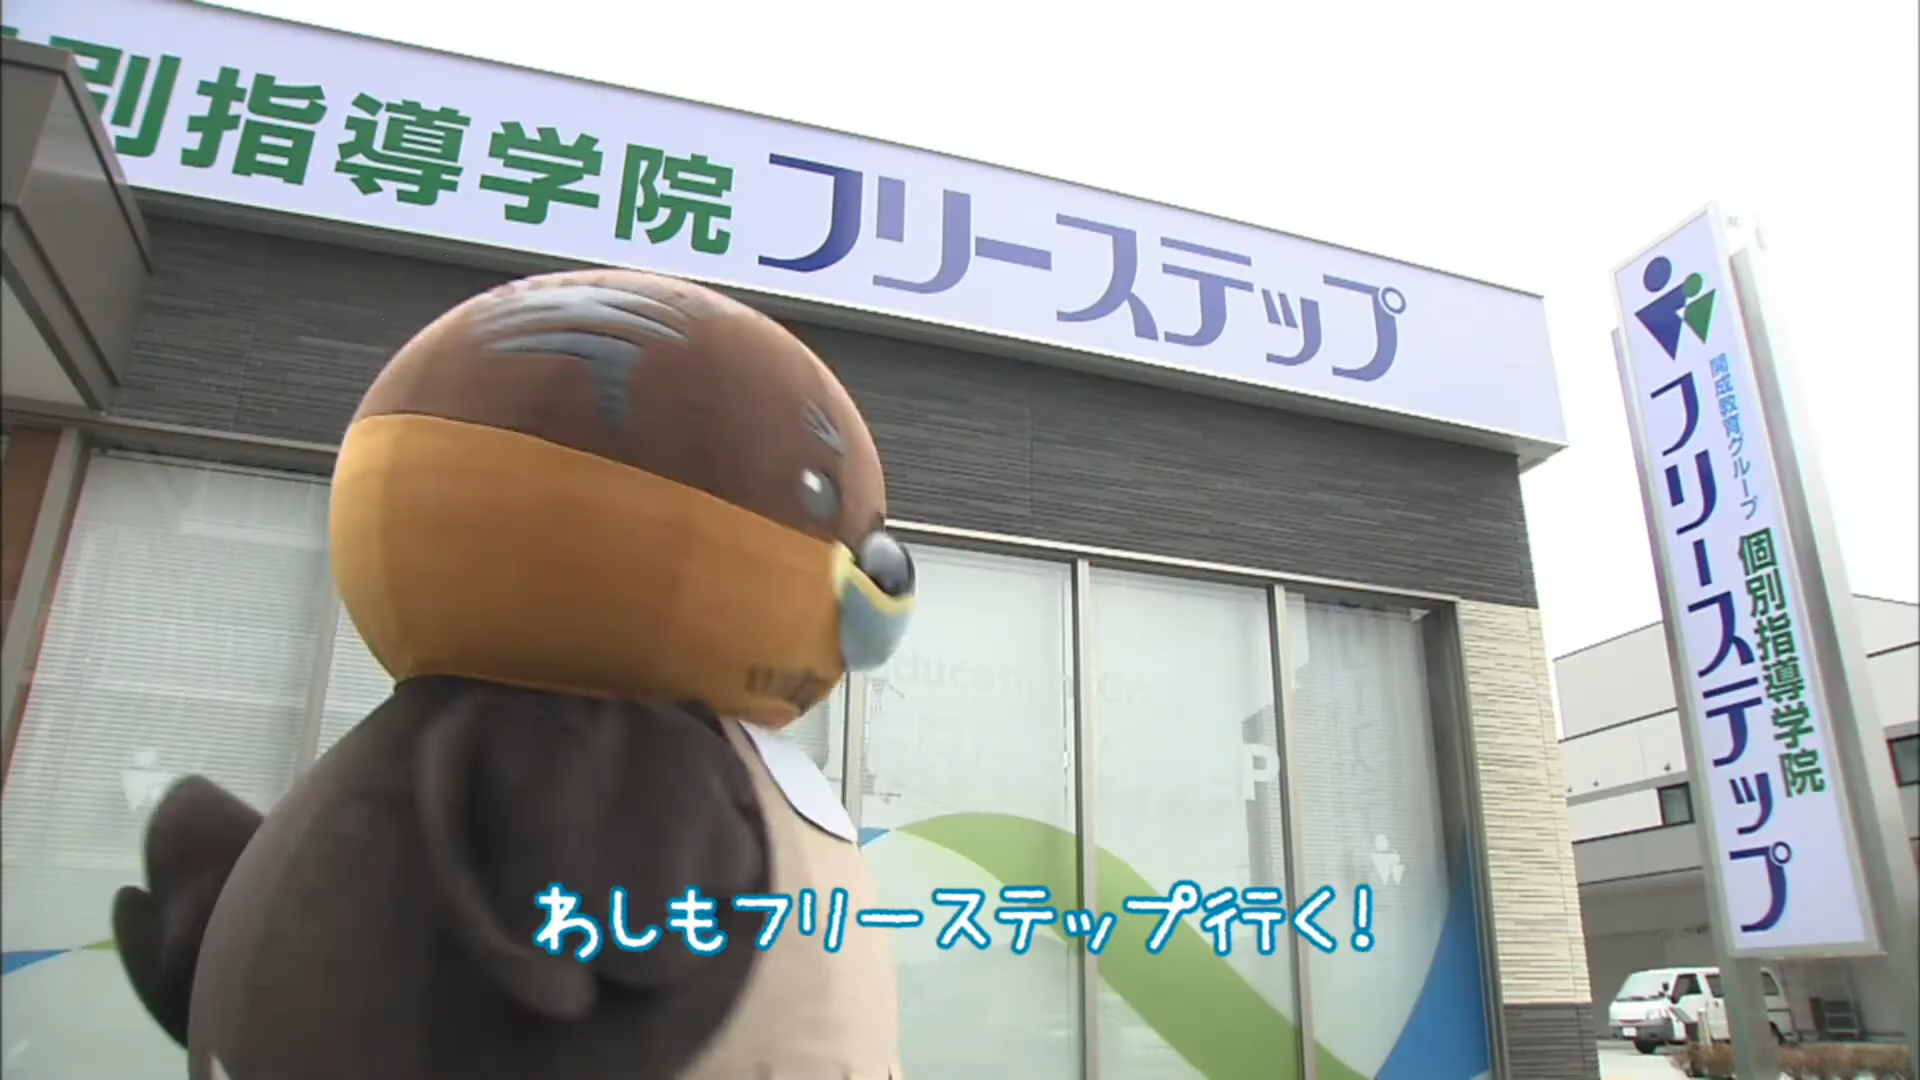 別指導学院フリーステップ
開成教育グループ
個別指導学院
フリーステップ
P
わしもフリーステップ行く!